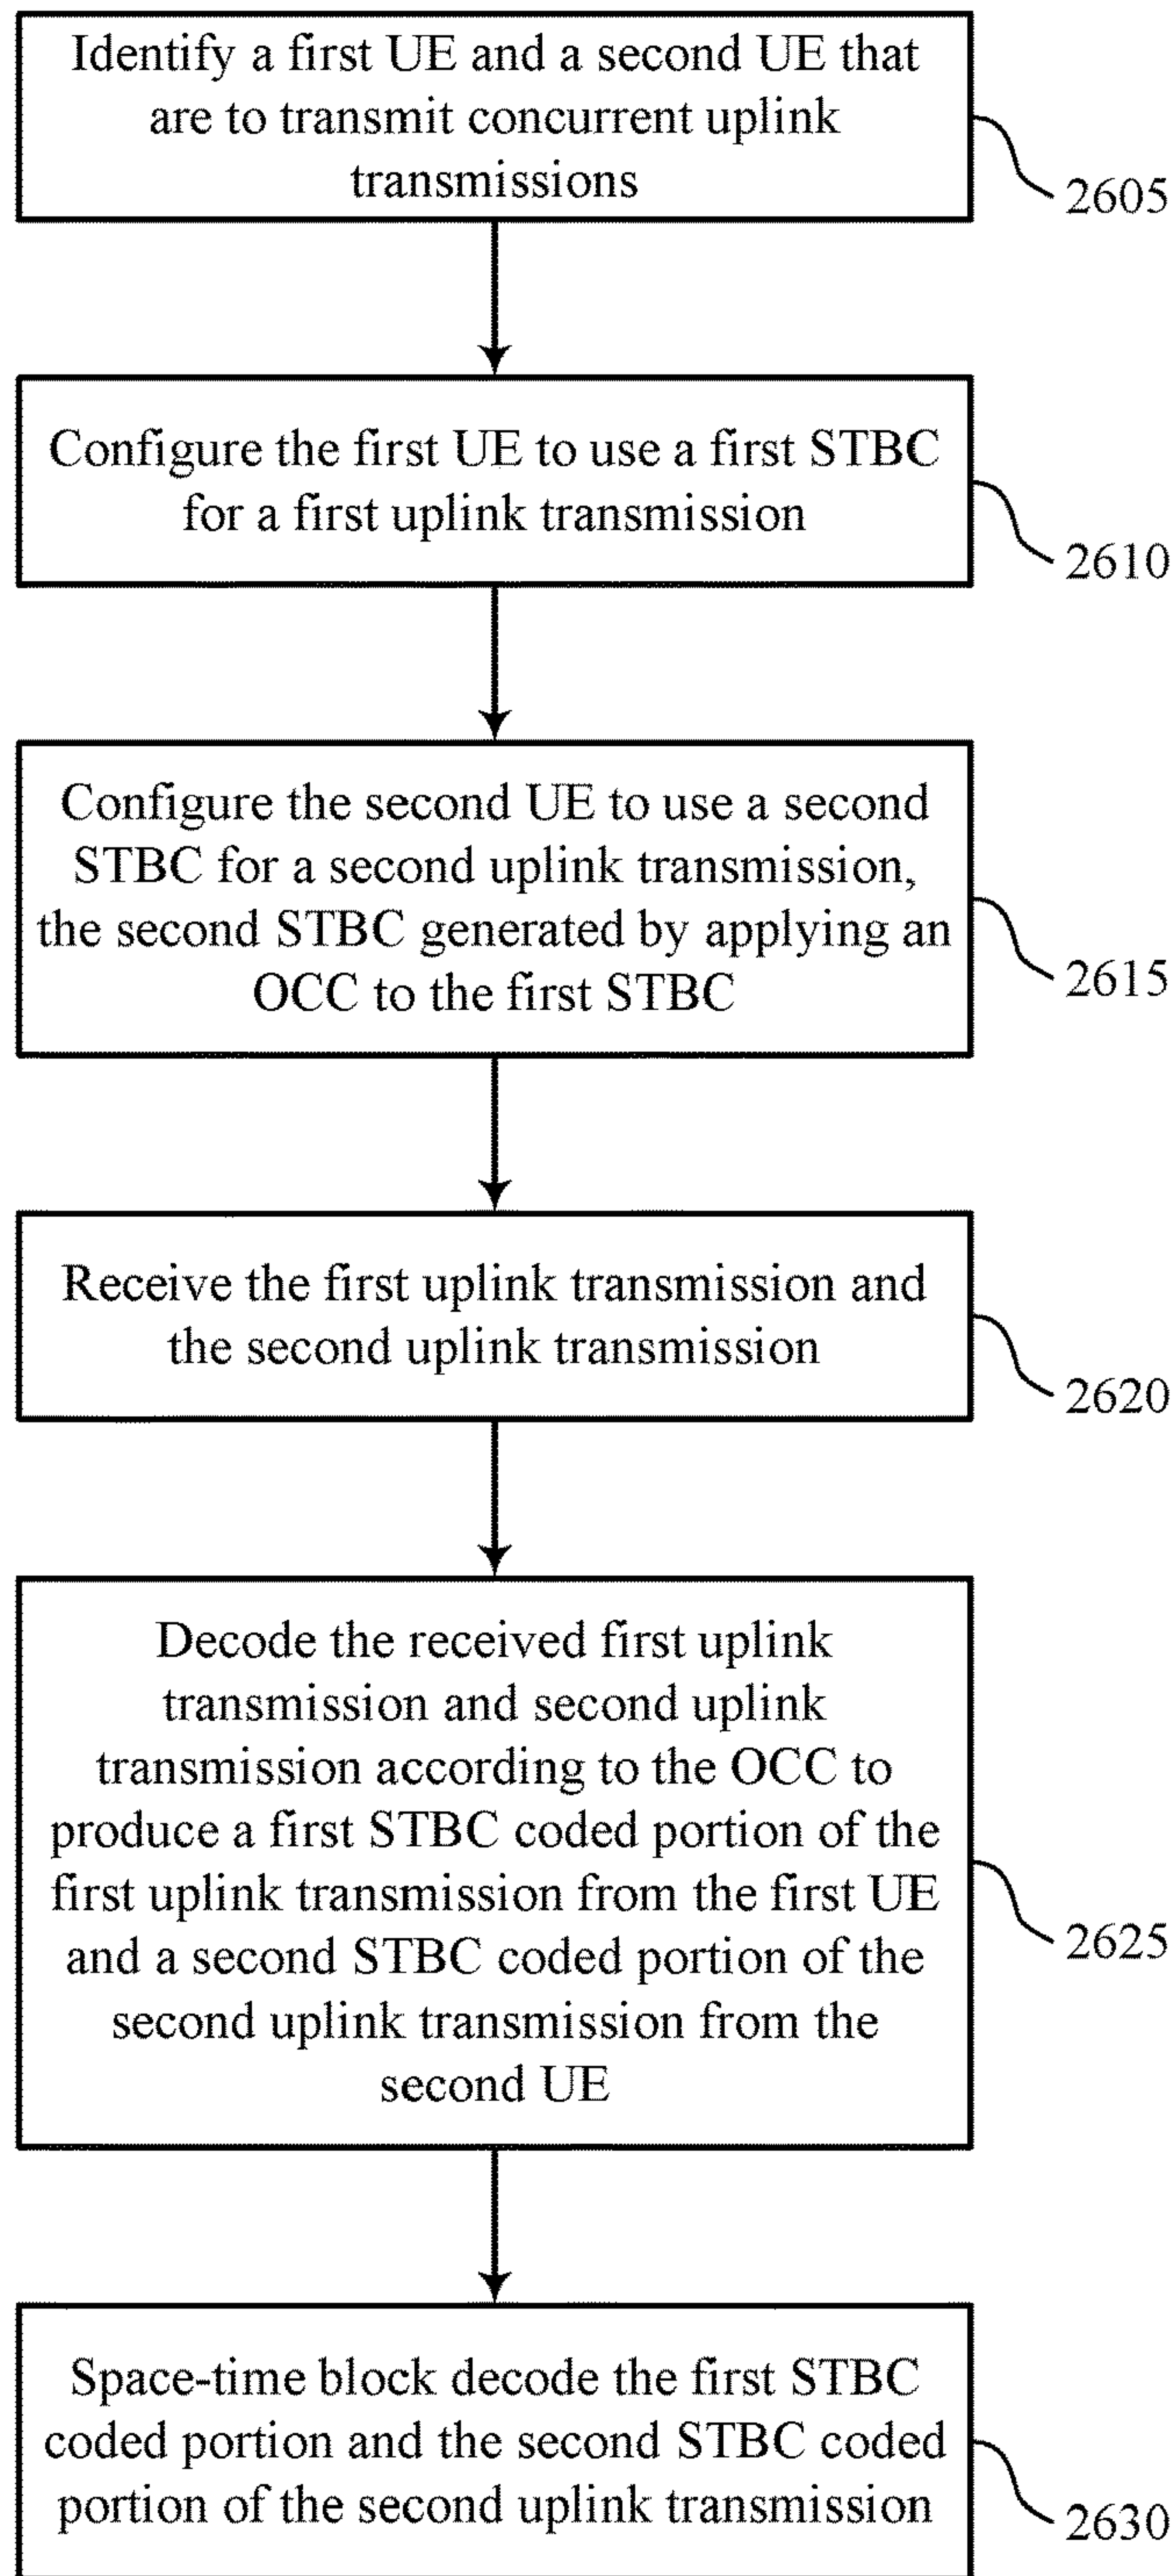 Identify a first UE and a second UE that
are to transmit concurrent uplink
transmissions
2605
Configure the first UE to use a first STBC
for a first uplink transmission
2610
Configure the second UE to use a second
STBC for a second uplink transmission,
the second STBC generated by applying an
OCC to the first STBC
2615
Receive the first uplink transmission and
the second uplink transmission
2620
Decode the received first uplink
transmission and second uplink
transmission according to the OCC to
produce a first STBC coded portion of the
first uplink transmission from the first UE
and a second STBC coded portion of the
second uplink transmission from the
second UE
2625
Space-time block decode the first STBC
coded portion and the second STBC coded
portion of the second uplink transmission
2630